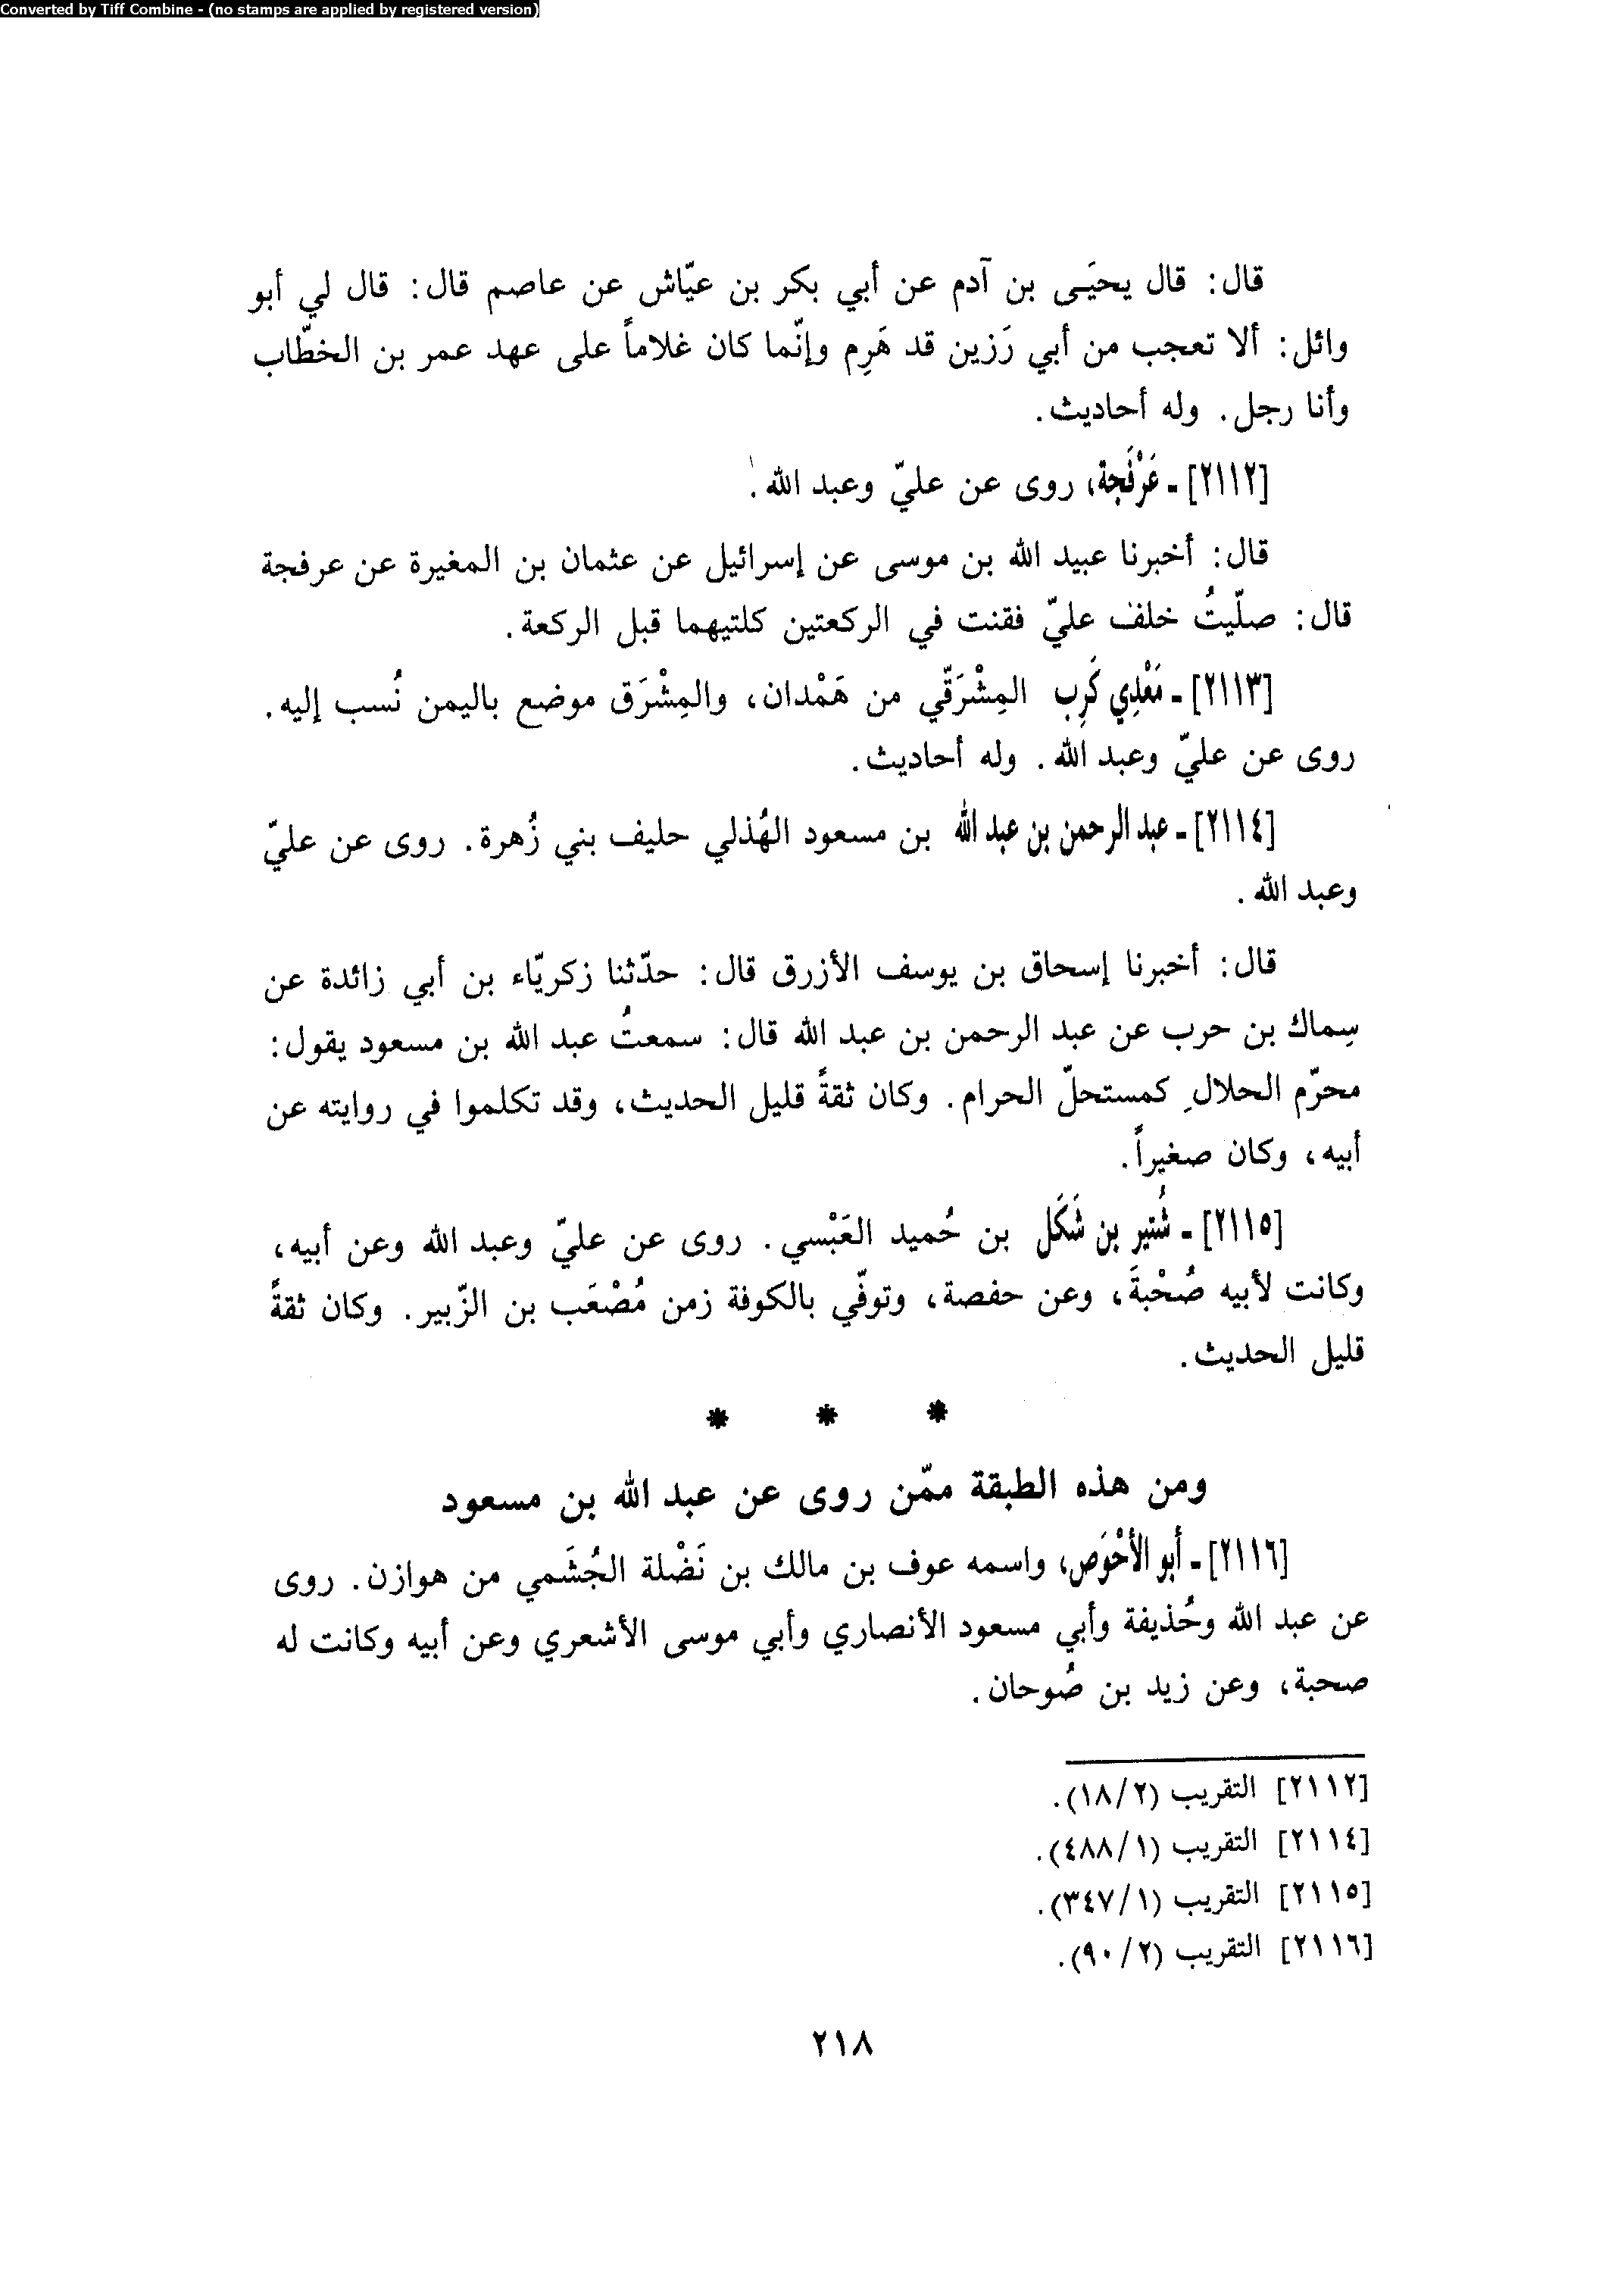 Converted by Tiff Combine - (no stamps are applied by registered version)
قال: قال يحيَـى بن آدم عن أبي بكر بن عيّاش عن عاصم قال: قال لي أبو
وائل: ألا تعجب من أبي رَزين قد هَرِم وإنّما كان غلاماً على عهد عمر بن الخطّاب
وأنا رجل. وله أحاديث.
[٢١١٢] ـ عَرْفَجة، روى عن عليّ وعبد الله.
قال: أخبرنا عبيد الله بن موسى عن إسرائيل عن عثمان بن المغيرة عن عرفجة
قال: صلّيتُ خلف عليّ فقنت في الركعتين كلتيهما قبل الركعة.
[٢١١٣] ـ مَعْدِي كَرِب المِشْرَقّي من هَمْدان، والمِشْرَق موضع باليمن نُسب إليه.
روى عن عليّ وعبد الله. وله أحاديث.
[٢١١٤] ـ عبد الرحمن بن عبد الله بن مسعود الهُذلي حليف بني زُهرة. روى عن عليّ
وعبد الله.
قال: أخبرنا إسحاق بن يوسف الأزرق قال: حدّثنا زكريّاء بن أبي زائدة عن
سِماك بن حرب عن عبد الرحمن بن عبد الله قال: سمعتُ عبد الله بن مسعود يقول:
محرّم الحلالِ كمستحلّ الحرام. وكان ثقةً قليل الحديث، وقد تكلموا في روايته عن
أبيه، وكان صغيراً.
[٢١١٥] ـ شُتير بن شَكَل بن حُميد العَبْسي. روى عن عليّ وعبد الله وعن أبيه،
وكانت لأبيه صُحْبةَ، وعن حفصة، وتوفّي بالكوفة زمن مُصْعَب بن الزّبير. وكان ثقةً
قليل الحديث.
* * *
ومن هذه الطبقة ممّن روى عن عبد الله بن مسعود
[٢١١٦] ـ أبو الأحْوَص، واسمه عوف بن مالك بن نَضْلة الجُشَمي من هوازن. روى
عن عبد الله وحُذيفة وأبي مسعود الأنصاري وأبي موسى الأشعري وعن أبيه وكانت له
صحبة، وعن زيد بن صُوحان.
[٢١١٢] التقريب (١٨/٢).
[٢١١٤] التقريب (٤٨٨/١).
[٢١١٥] التقريب (٣٤٧/١).
[٢١١٦] التقريب (٩٠/٢).
٢١٨